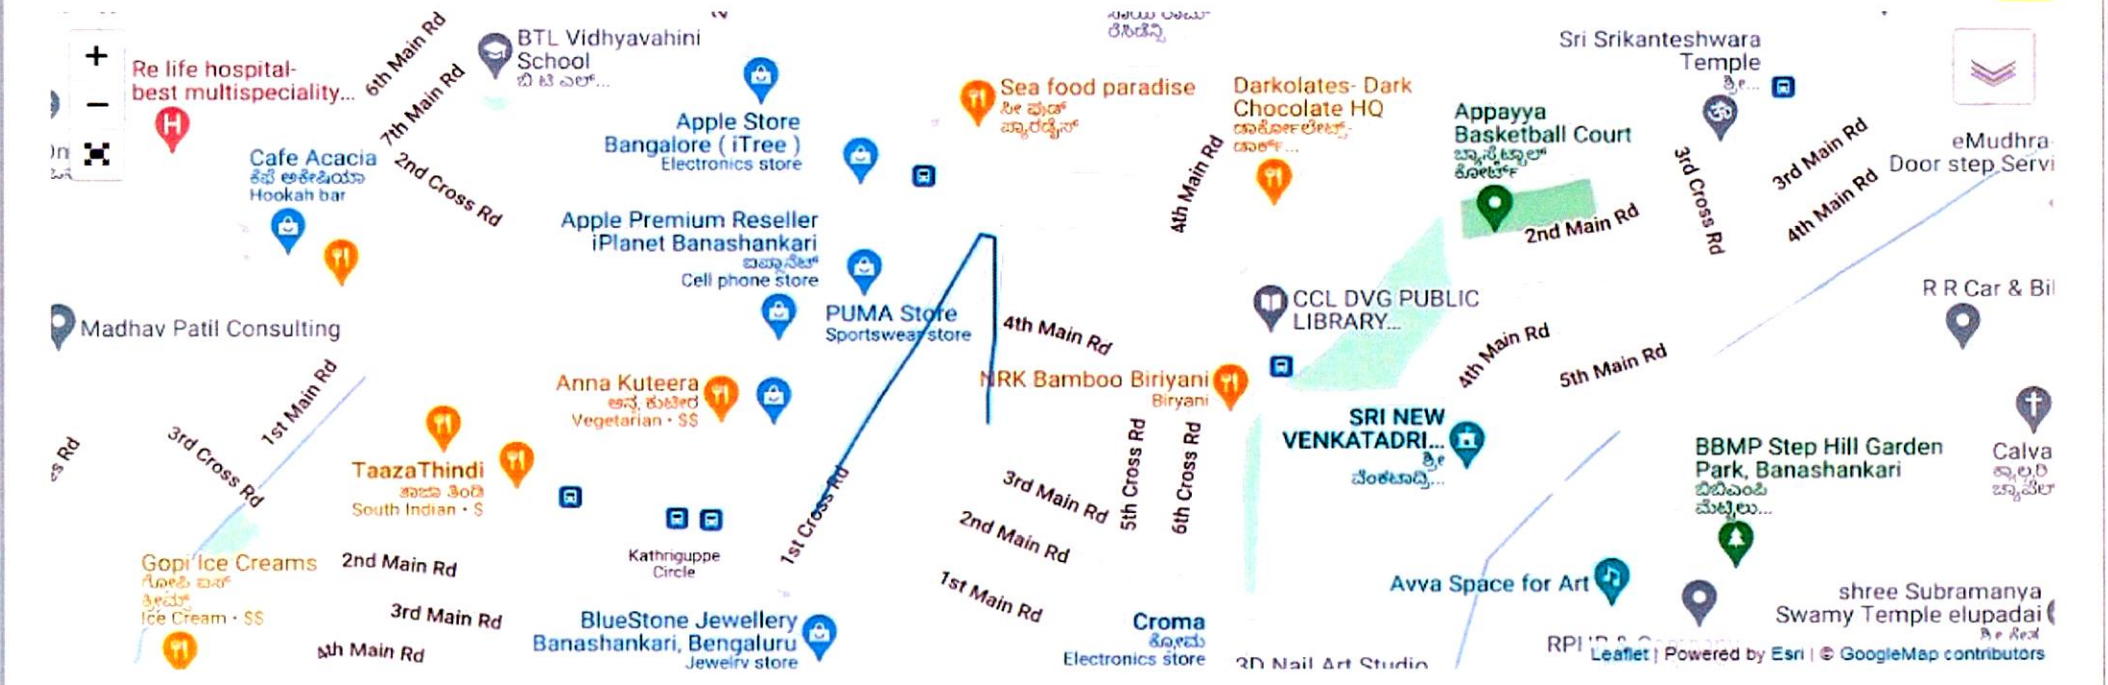 6th Main Rd
BTL Vidhyavahini
School
ಬಿ ಟಿ ಎಲ್...
Re life hospital-
best multispeciality...
7th Main Rd
Cafe Acacia
ಕೆಫೆ ಅಕೇಷಿಯಾ
Hookah bar
2nd Cross Rd
Apple Store
Bangalore ( iTree )
Electronics store
Apple Premium Reseller
iPlanet Banashankari
Cell phone store
PUMA Store
Sportswear store
Sea food paradise
ಸೀ ಫುಡ್
ಪ್ಯಾರಡೈಸ್
Darkolates- Dark
Chocolate HQ
ಡಾರ್ಕೋಲೇಟ್ಸ್-
ಡಾರ್ಕ್...
4th Main Rd
Appayya
Basketball Court
ಬ್ಯಾಸ್ಕೆಟ್ಬಾಲ್
ಕೋರ್ಟ್
2nd Main Rd
Sri Srikanteshwara
Temple
ಶ್ರೀ...
3rd Cross Rd
3rd Main Rd
4th Main Rd
eMudhra-
Door step Servi
R R Car & Bi
Madhav Patil Consulting
1st Main Rd
3rd Cross Rd
TaazaThindi
ತಾಜಾ ತಿಂಡಿ
South Indian · $
Anna Kuteera
ಅನ್ನ ಕುಟೀರ
Vegetarian · $$
Kathriguppe
Circle
1st Cross Rd
4th Main Rd
NRK Bamboo Biriyani
Biryani
CCL DVG PUBLIC
LIBRARY...
4th Main Rd
5th Main Rd
SRI NEW
VENKATADRI...
ಶ್ರೀ
ವೆಂಕಟಾದ್ರಿ...
5th Cross Rd
6th Cross Rd
3rd Main Rd
2nd Main Rd
1st Main Rd
BBMP Step Hill Garden
Park, Banashankari
ಬಿಬಿಎಂಪಿ
ಮೆಟ್ಟಿಲು...
Calva
Gopi Ice Creams
ಗೋಪಿ ಐಸ್
ಕ್ರೀಮ್ಸ್
Ice Cream · $$
2nd Main Rd
3rd Main Rd
4th Main Rd
BlueStone Jewellery
Banashankari, Bengaluru
Jewelry store
Croma
ಕ್ರೋಮಾ
Electronics store
3D Nail Art Studio
Avva Space for Art
shree Subramanya
Swamy Temple elupadai
Leaflet | Powered by Esri | © GoogleMap contributors